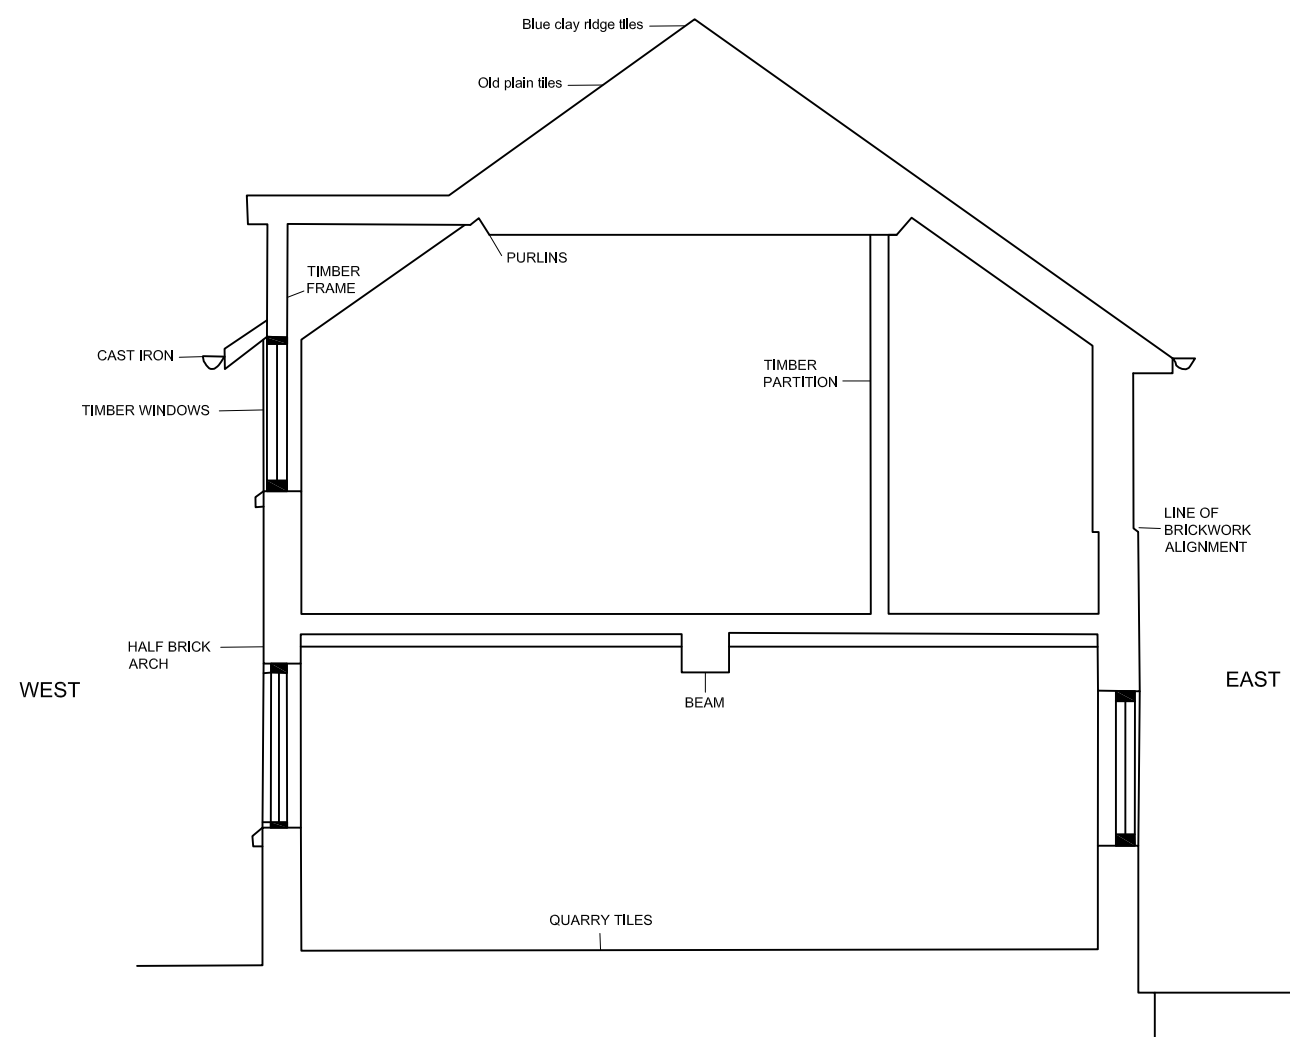 Blue clay ridge tiles
Old plain tiles
PURLINS
TIMBER
FRAME
CAST IRON
TIMBER
PARTITION
TIMBER WINDOWS
LINE OF
BRICKWORK
ALIGNMENT
HALF BRICK
ARCH
WEST
EAST
BEAM
QUARRY TILES